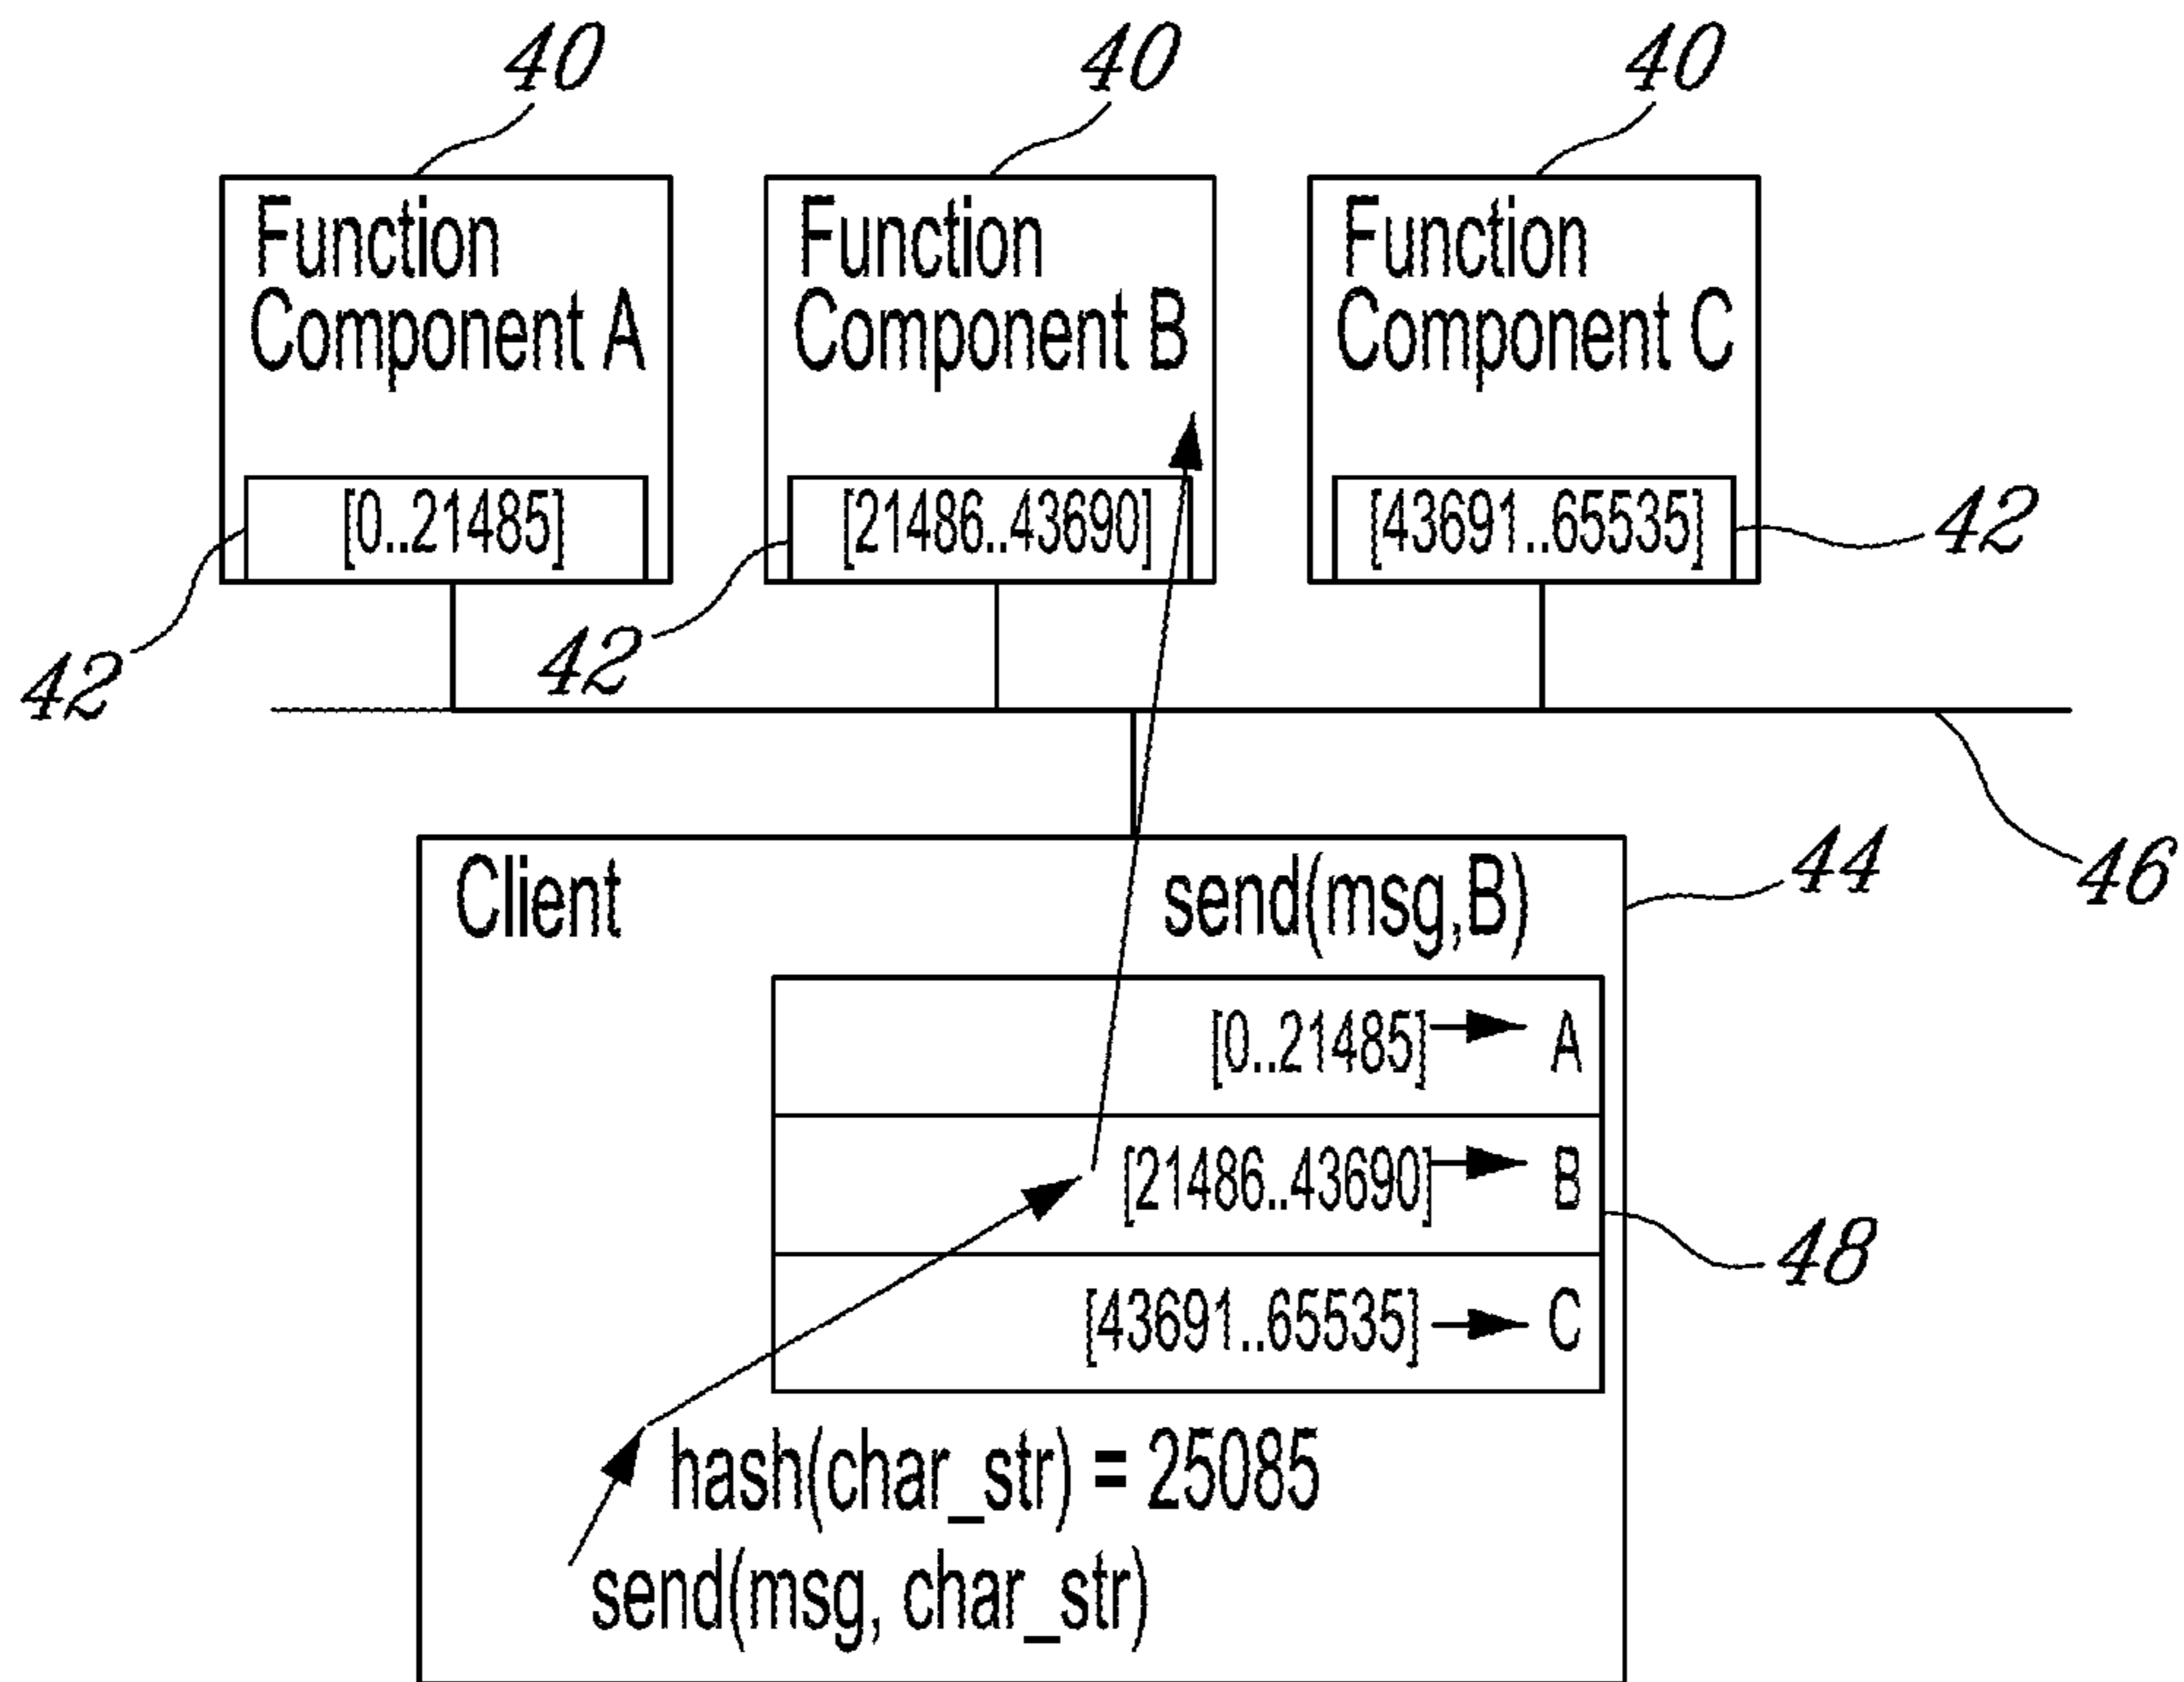 40
40
40
Function
Component A
Function
Component B
Function
Component C
[0..21485]
[21486..43690]
[43691..65535]
42
42
42
Client
send(msg,B)
44
46
[0..21485] A
[21486..43690] B
48
[43691..65535] C
hash(char_str) = 25085
send(msg, char_str)